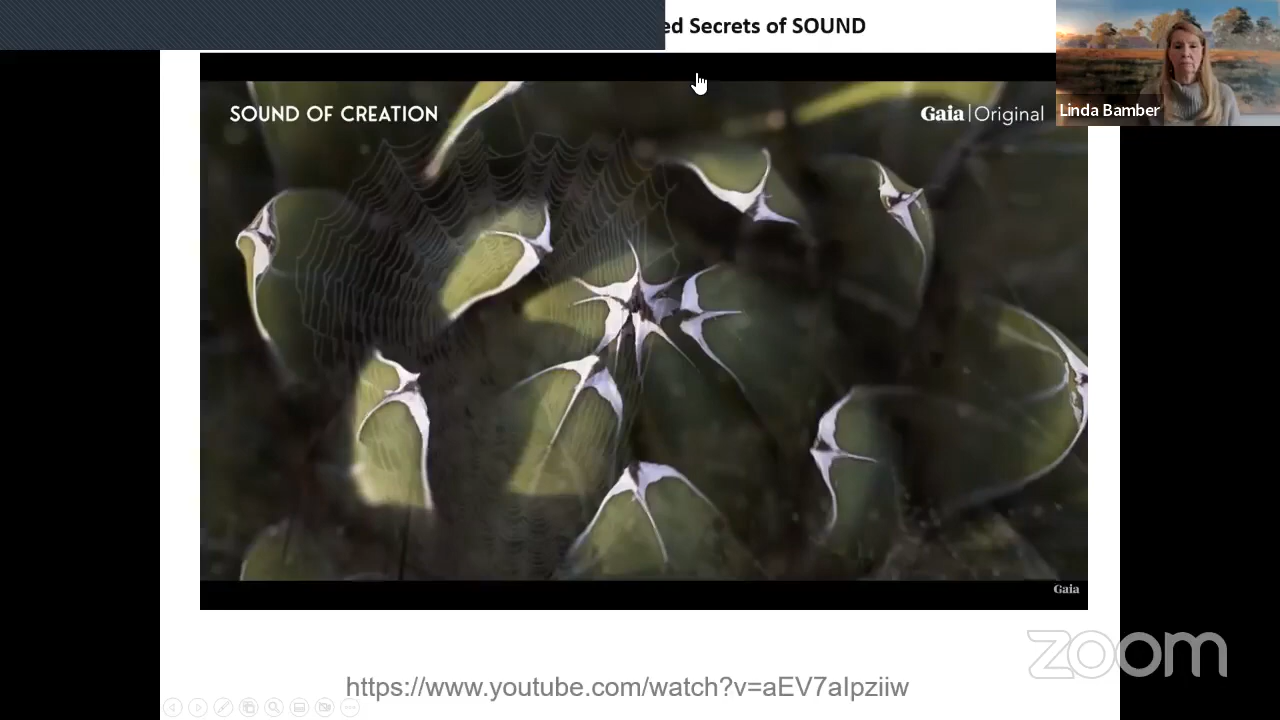 ed Secrets of SOUND
SOUND OF CREATION
Gaia | Original
Linda Bamber
Gaia
zoom
https://www.youtube.com/watch?v=aEV7aIpziiw